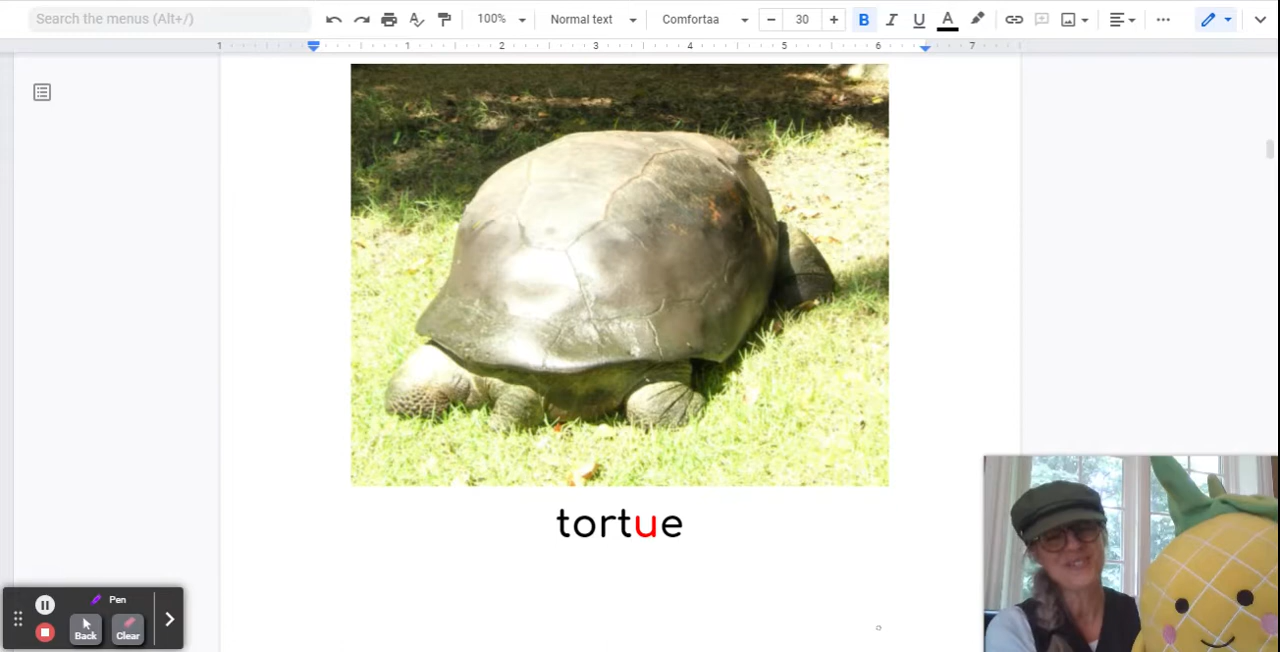 Search the menus (Alt+/)
100%
Normal text
Comfortaa
30
B I U A
1 1 2 3 4 5 6 7
tortue
Pen
Back
Clear